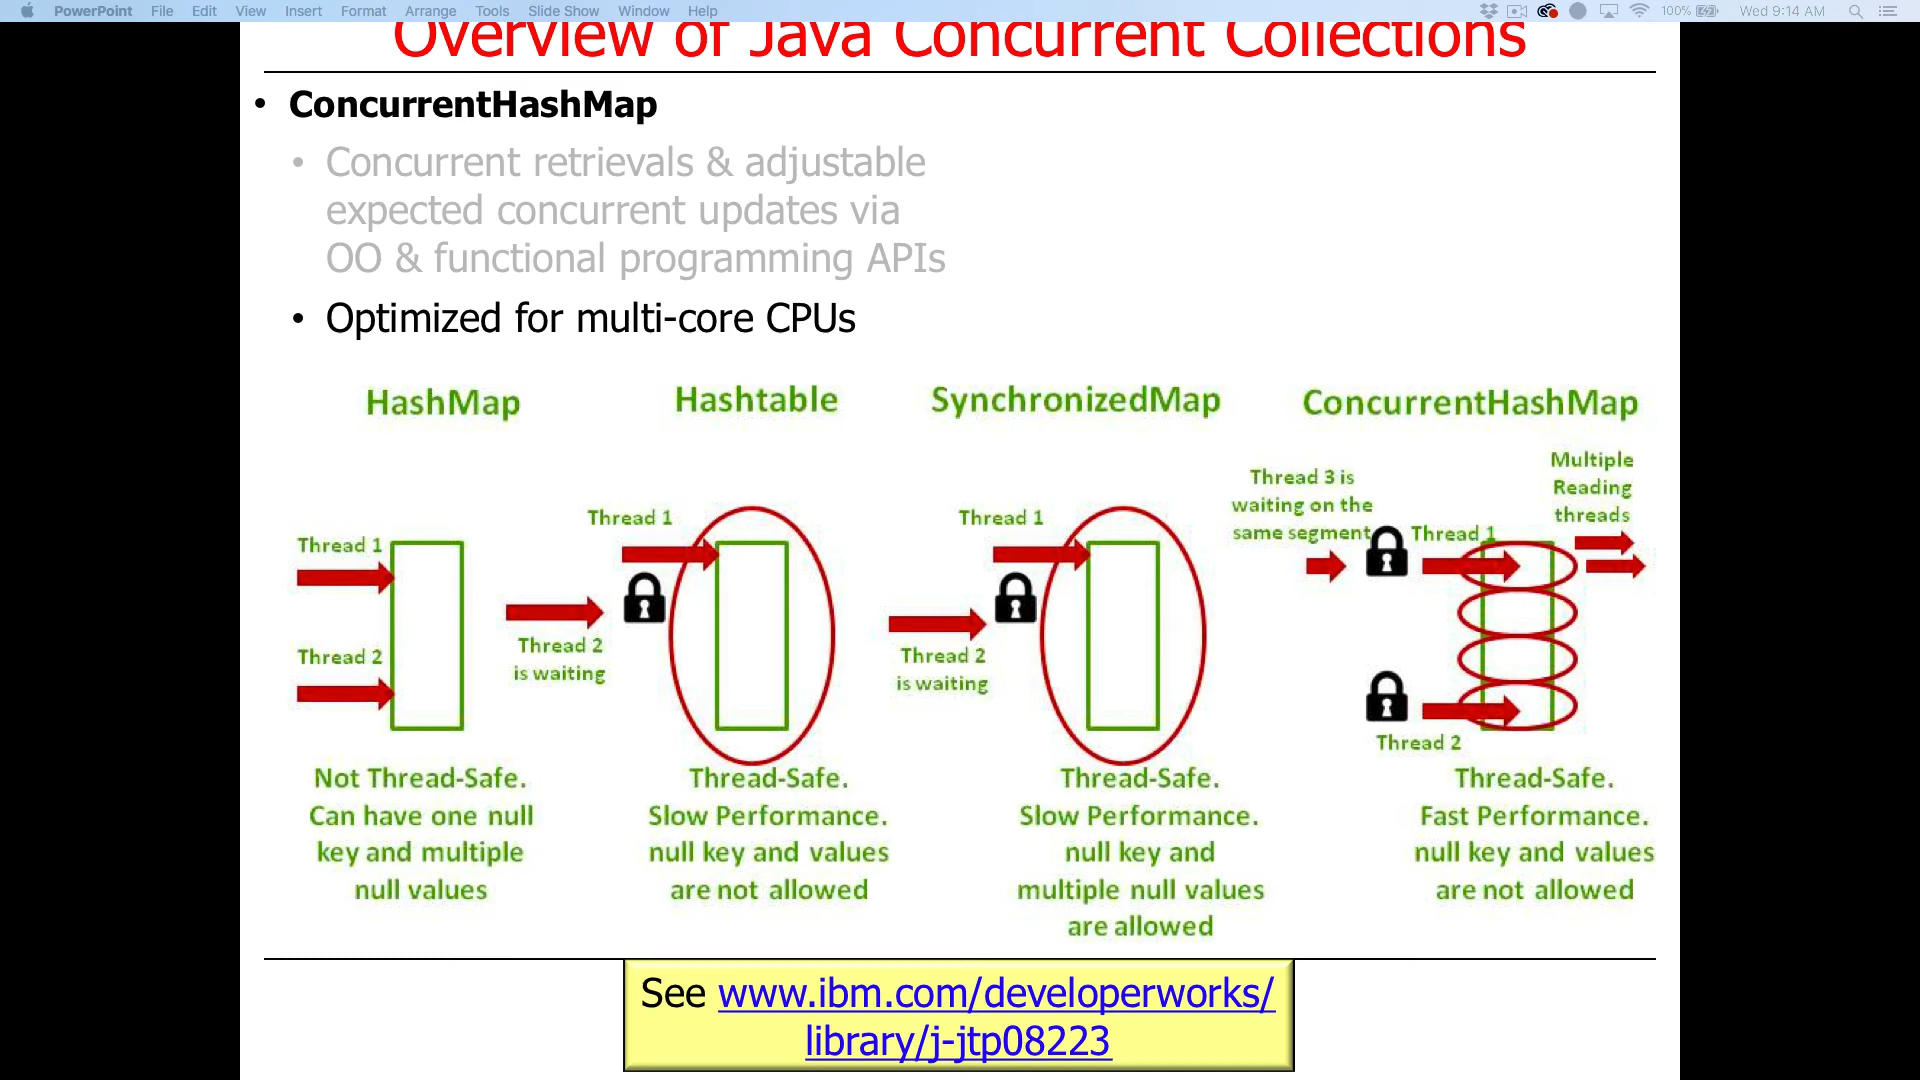 PowerPoint File Edit View Insert Format Arrange Tools Slide Show Window Help 100% Wed 9:14 AM
Overview of Java Concurrent Collections
• ConcurrentHashMap
• Concurrent retrievals & adjustable
expected concurrent updates via
OO & functional programming APIs
• Optimized for multi-core CPUs
HashMap
Thread 1
Thread 2
Not Thread-Safe.
Can have one null
key and multiple
null values
Hashtable
Thread 1
Thread 2
is waiting
Thread-Safe.
Slow Performance.
null key and values
are not allowed
SynchronizedMap
Thread 1
Thread 2
is waiting
Thread-Safe.
Slow Performance.
null key and
multiple null values
are allowed
ConcurrentHashMap
Multiple
Reading
threads
Thread 3 is
waiting on the
same segment
Thread 1
Thread 2
Thread-Safe.
Fast Performance.
null key and values
are not allowed
See www.ibm.com/developerworks/
library/j-jtp08223